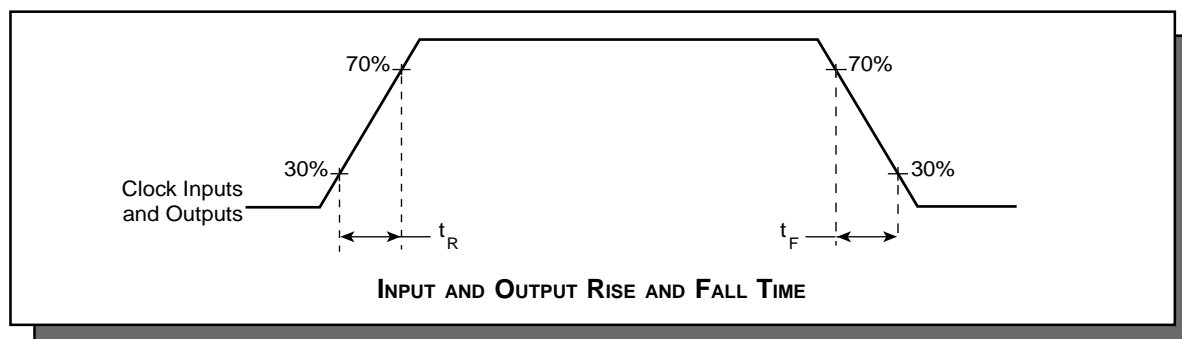 70%
70%
30%
30%
Clock Inputs
and Outputs
tR
tF
INPUT AND OUTPUT RISE AND FALL TIME